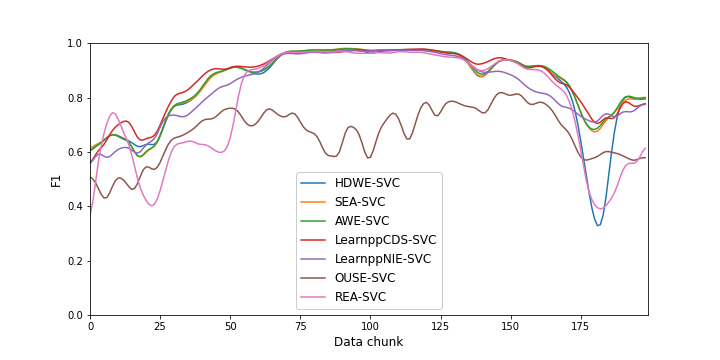 1.0
0.8
0.6
0.4
0.2
0.0
F1
0
25
50
75
100
125
150
175
Data chunk
HDWE-SVC
SEA-SVC
AWE-SVC
LearnppCDS-SVC
LearnppNIE-SVC
OUSE-SVC
REA-SVC